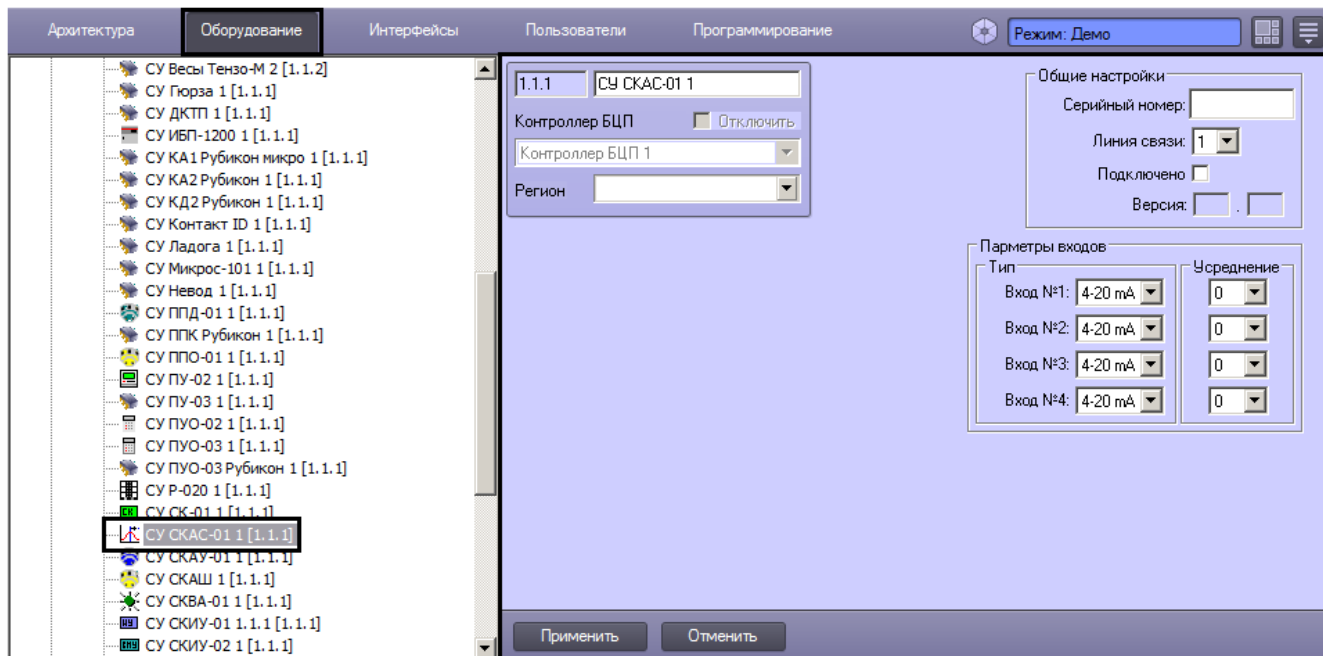 Архитектура Оборудование Интерфейсы Пользователи Программирование Режим: Демо
СУ Весы Тензо-М 2 [1.1.2]
СУ Гюрза 1 [1.1.1]
СУ ДКТП 1 [1.1.1]
СУ ИБП-1200 1 [1.1.1]
СУ КА1 Рубикон микро 1 [1.1.1]
СУ КА2 Рубикон 1 [1.1.1]
СУ КД2 Рубикон 1 [1.1.1]
СУ Контакт ID 1 [1.1.1]
СУ Ладога 1 [1.1.1]
СУ Микрос-101 1 [1.1.1]
СУ Невод 1 [1.1.1]
СУ ППД-01 1 [1.1.1]
СУ ППК Рубикон 1 [1.1.1]
СУ ППО-01 1 [1.1.1]
СУ ПУ-02 1 [1.1.1]
СУ ПУ-03 1 [1.1.1]
СУ ПУО-02 1 [1.1.1]
СУ ПУО-03 1 [1.1.1]
СУ ПУО-03 Рубикон 1 [1.1.1]
СУ Р-020 1 [1.1.1]
СУ СК-01 1 [1.1.1]
СУ СКАС-01 1 [1.1.1]
СУ СКАУ-01 1 [1.1.1]
СУ СКАШ 1 [1.1.1]
СУ СКВА-01 1 [1.1.1]
СУ СКИУ-01 1.1.1 [1.1.1]
СУ СКИУ-02 1 [1.1.1]
1.1.1 СУ СКАС-01 1
Контроллер БЦП Отключить
Контроллер БЦП 1
Регион
Общие настройки
Серийный номер:
Линия связи: 1
Подключено
Версия: .
Парметры входов
Тип Усреднение
Вход №1: 4-20 mA 0
Вход №2: 4-20 mA 0
Вход №3: 4-20 mA 0
Вход №4: 4-20 mA 0
Применить Отменить